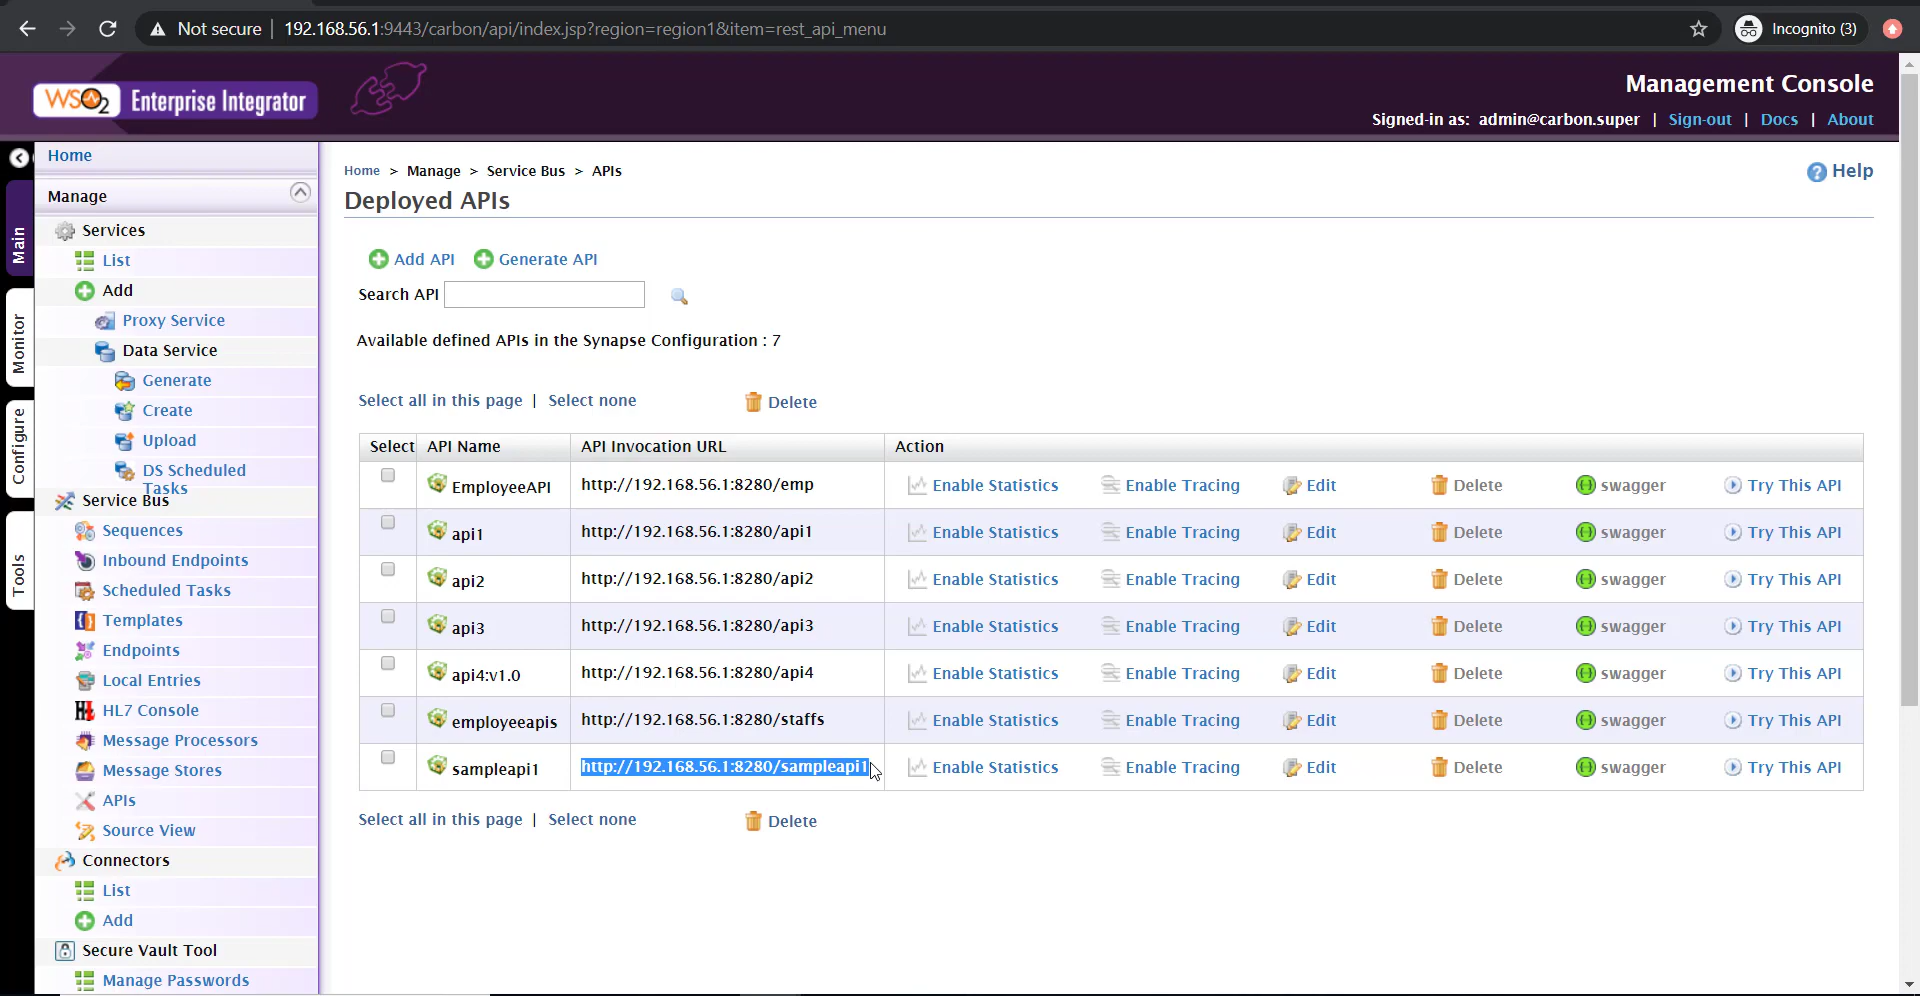 Not secure | 192.168.56.1:9443/carbon/api/index.jsp?region=region1&item=rest_api_menu
Incognito (3)
WSO2 Enterprise Integrator
Management Console
Signed-in as: admin@carbon.super | Sign-out | Docs | About
Main
Monitor
Configure
Tools
Home
Manage
Services
List
Add
Proxy Service
Data Service
Generate
Create
Upload
DS Scheduled
Tasks
Service Bus
Sequences
Inbound Endpoints
Scheduled Tasks
Templates
Endpoints
Local Entries
HL7 Console
Message Processors
Message Stores
APIs
Source View
Connectors
List
Add
Secure Vault Tool
Manage Passwords
Home > Manage > Service Bus > APIs
Help
Deployed APIs
Add API Generate API
Search API
Available defined APIs in the Synapse Configuration : 7
Select all in this page | Select none Delete
Select API Name API Invocation URL Action
EmployeeAPI http://192.168.56.1:8280/emp Enable Statistics Enable Tracing Edit Delete swagger Try This API
api1 http://192.168.56.1:8280/api1 Enable Statistics Enable Tracing Edit Delete swagger Try This API
api2 http://192.168.56.1:8280/api2 Enable Statistics Enable Tracing Edit Delete swagger Try This API
api3 http://192.168.56.1:8280/api3 Enable Statistics Enable Tracing Edit Delete swagger Try This API
api4:v1.0 http://192.168.56.1:8280/api4 Enable Statistics Enable Tracing Edit Delete swagger Try This API
employeeapis http://192.168.56.1:8280/staffs Enable Statistics Enable Tracing Edit Delete swagger Try This API
sampleapi1 http://192.168.56.1:8280/sampleapi1 Enable Statistics Enable Tracing Edit Delete swagger Try This API
Select all in this page | Select none Delete